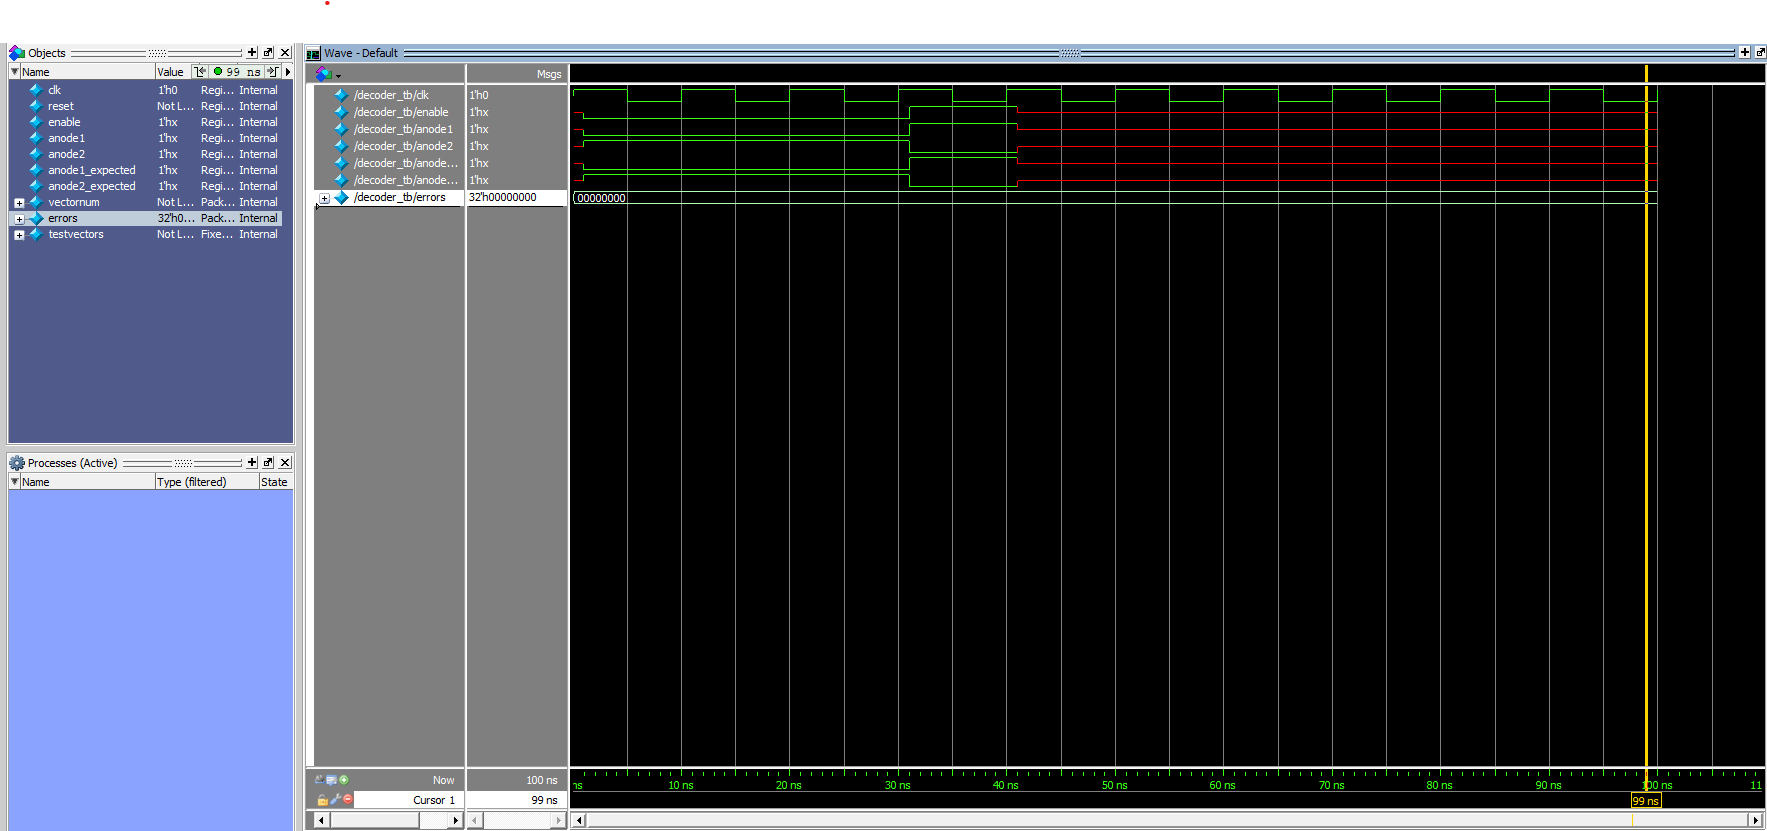 Objects
Name Value 99 ns
clk 1'h0 Regi... Internal
reset Not L... Regi... Internal
enable 1'hx Regi... Internal
anode1 1'hx Regi... Internal
anode2 1'hx Regi... Internal
anode1_expected 1'hx Regi... Internal
anode2_expected 1'hx Regi... Internal
vectornum Not L... Pack... Internal
errors 32'h0... Pack... Internal
testvectors Not L... Fixe... Internal
Processes (Active)
Name Type (filtered) State
Wave - Default
Msgs
/decoder_tb/clk 1'h0
/decoder_tb/enable 1'hx
/decoder_tb/anode1 1'hx
/decoder_tb/anode2 1'hx
/decoder_tb/anode... 1'hx
/decoder_tb/anode... 1'hx
/decoder_tb/errors 32'h00000000 00000000
Now 100 ns ns 10 ns 20 ns 30 ns 40 ns 50 ns 60 ns 70 ns 80 ns 90 ns 100 ns 11
Cursor 1 99 ns 99 ns